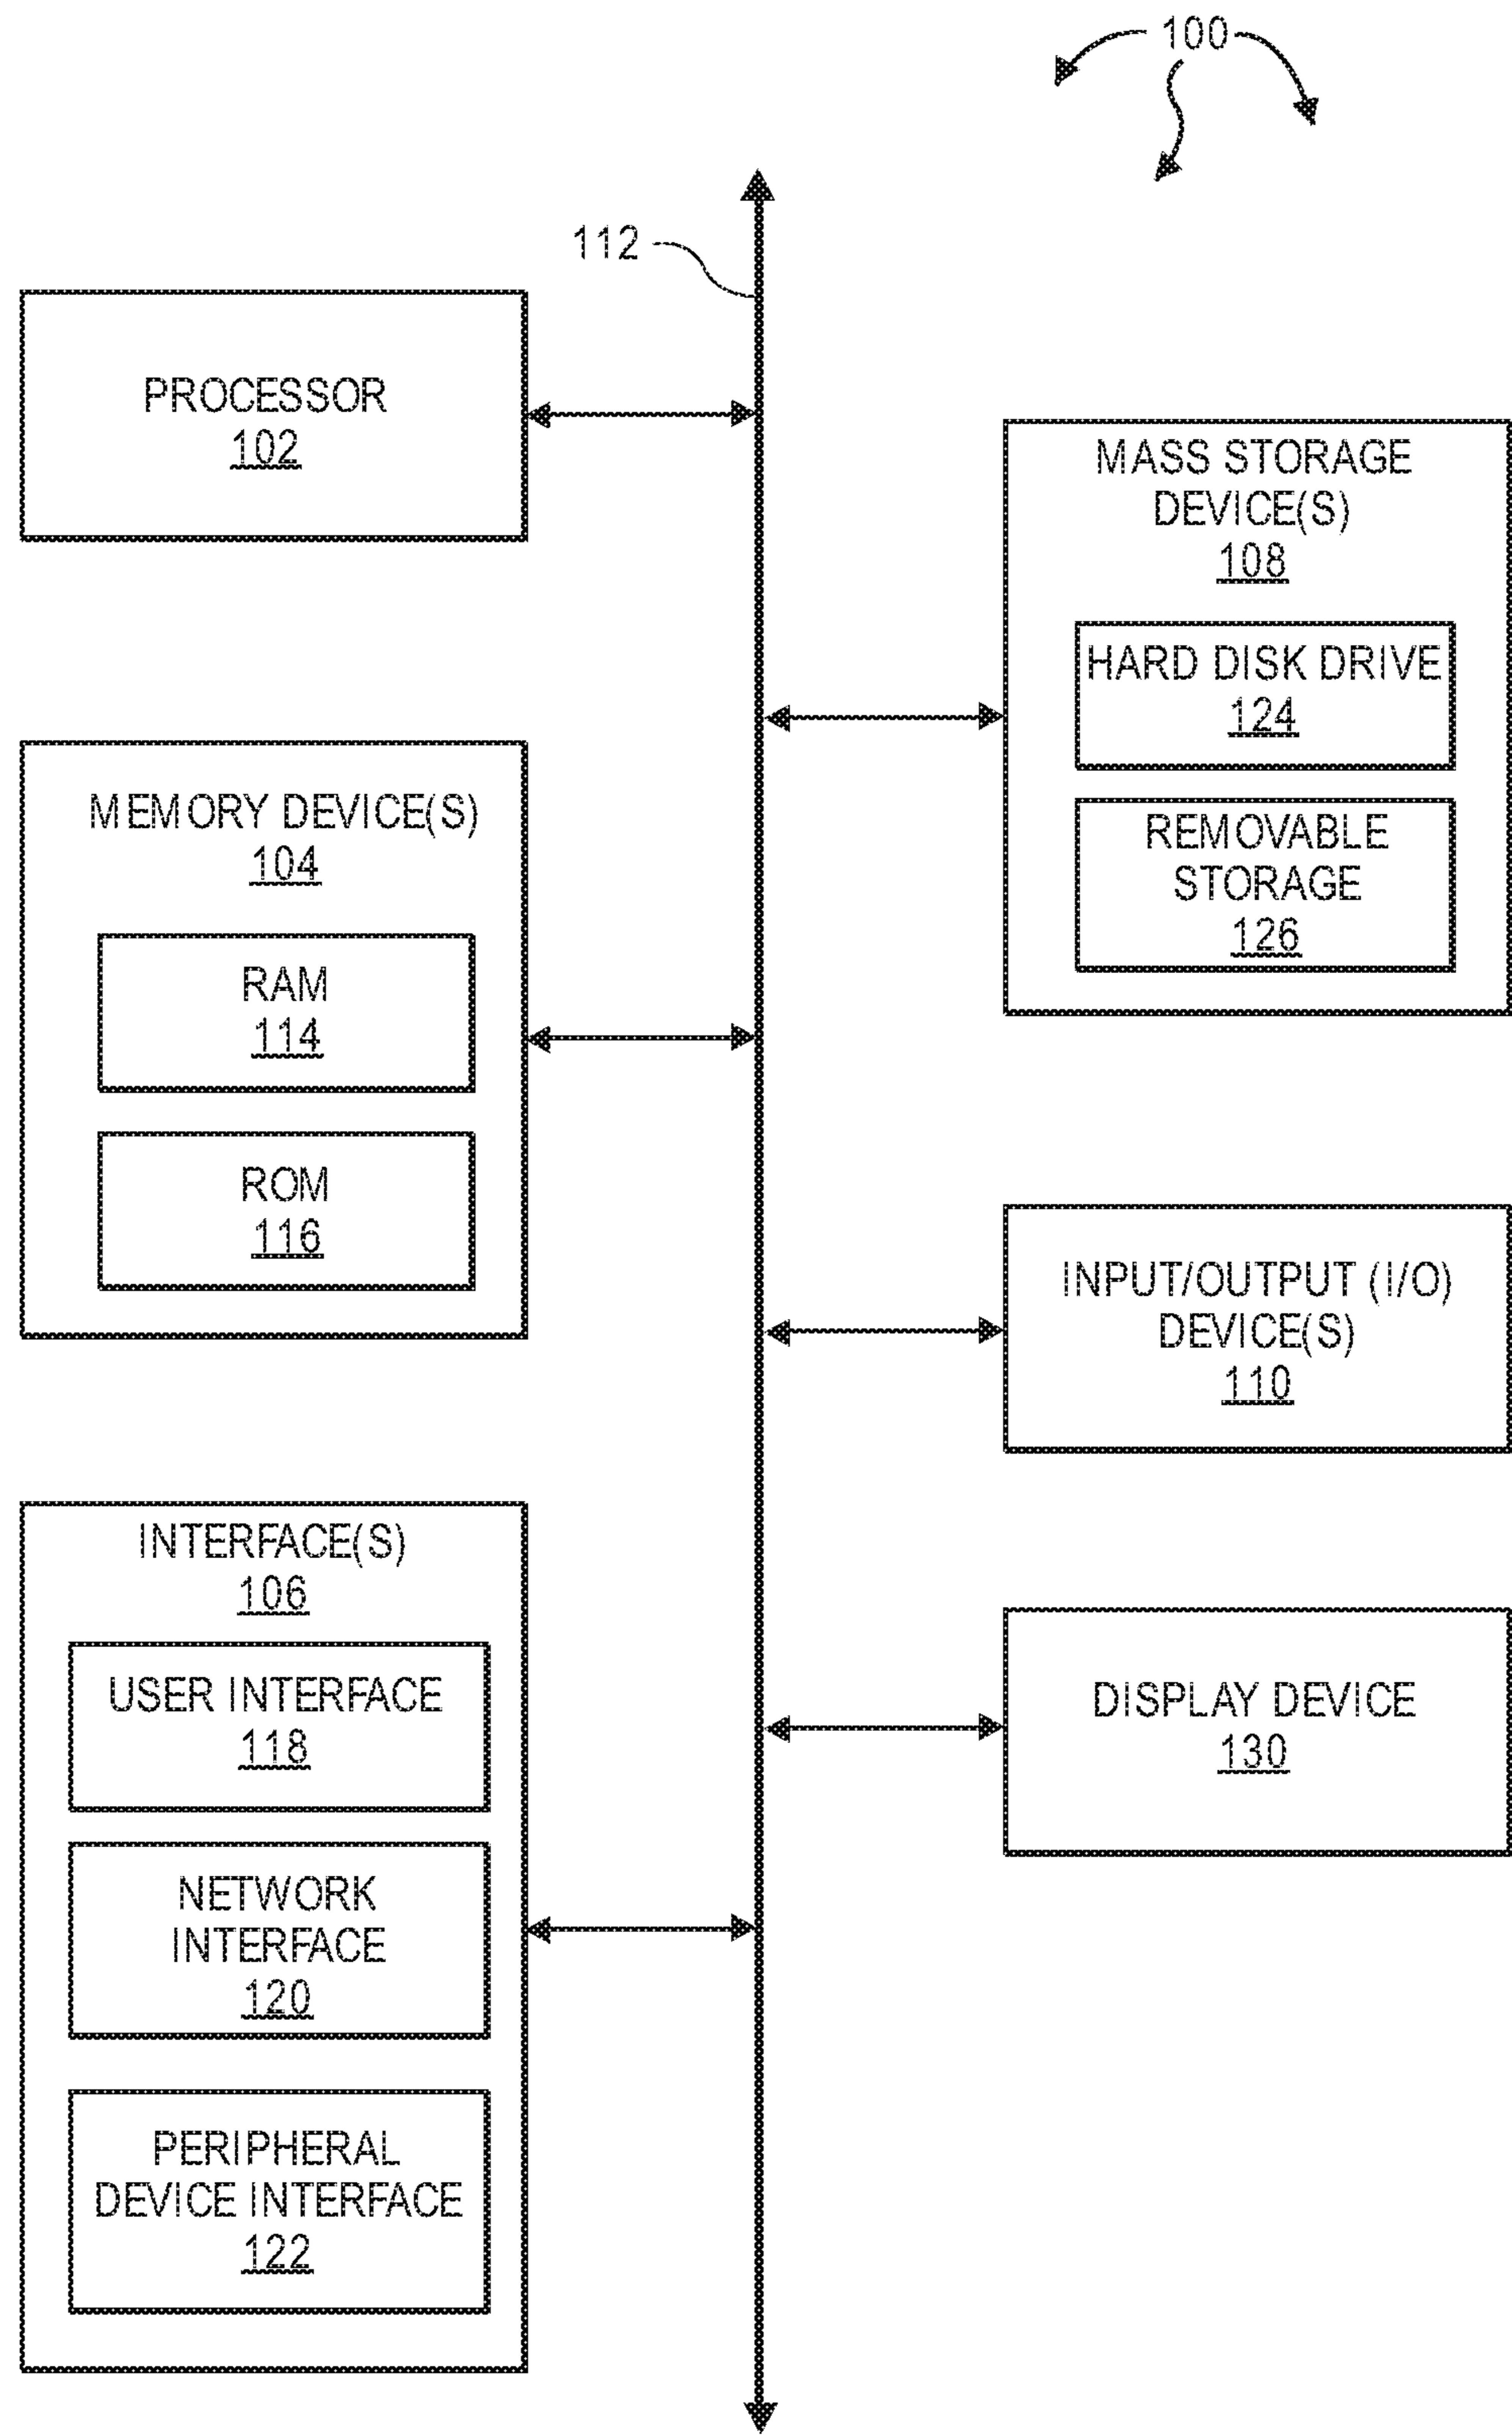 100
112
PROCESSOR
102
MASS STORAGE
DEVICE(S)
108
HARD DISK DRIVE
124
REMOVABLE
STORAGE
126
MEMORY DEVICE(S)
104
RAM
114
ROM
116
INPUT/OUTPUT (I/O)
DEVICE(S)
110
INTERFACE(S)
106
USER INTERFACE
118
NETWORK
INTERFACE
120
PERIPHERAL
DEVICE INTERFACE
122
DISPLAY DEVICE
130